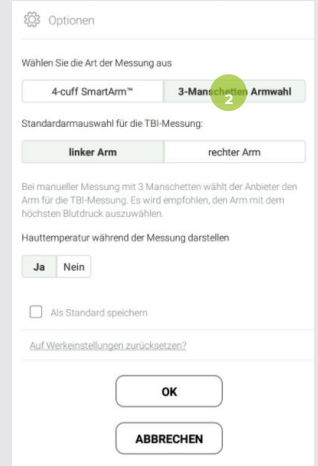 Optionen
Wählen Sie die Art der Messung aus
4-cuff SmartArm™ 3-Manschetten Armwahl
2
Standardarmauswahl für die TBI-Messung:
linker Arm rechter Arm
Bei manueller Messung mit 3 Manschetten wählt der Anbieter den
Arm für die TBI-Messung. Es wird empfohlen, den Arm mit dem
höchsten Blutdruck auszuwählen.
Hauttemperatur während der Messung darstellen
Ja Nein
Als Standard speichern
Auf Werkeinstellungen zurücksetzen?
OK
ABBRECHEN